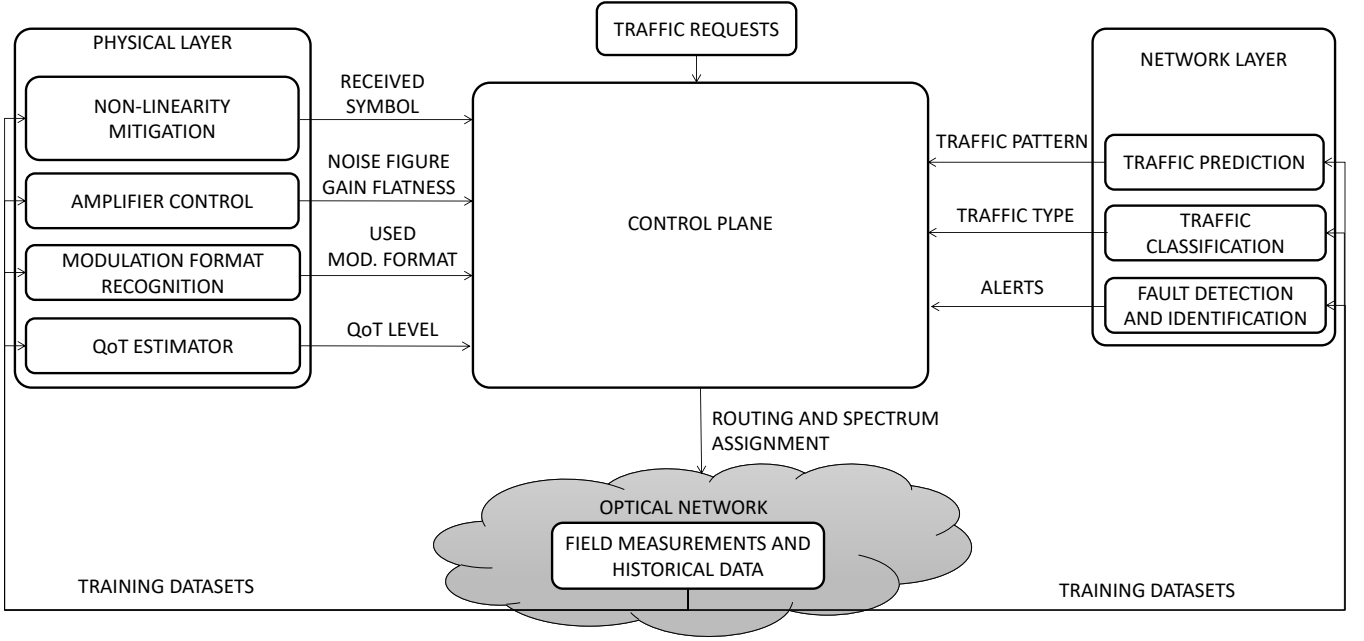 TRAFFIC REQUESTS
PHYSICAL LAYER
NON-LINEARITY
MITIGATION
AMPLIFIER CONTROL
MODULATION FORMAT
RECOGNITION
QoT ESTIMATOR
RECEIVED
SYMBOL
NOISE FIGURE
GAIN FLATNESS
USED
MOD. FORMAT
QoT LEVEL
CONTROL PLANE
TRAFFIC PATTERN
TRAFFIC TYPE
ALERTS
NETWORK LAYER
TRAFFIC PREDICTION
TRAFFIC
CLASSIFICATION
FAULT DETECTION
AND IDENTIFICATION
ROUTING AND SPECTRUM
ASSIGNMENT
OPTICAL NETWORK
FIELD MEASUREMENTS AND
HISTORICAL DATA
TRAINING DATASETS
TRAINING DATASETS